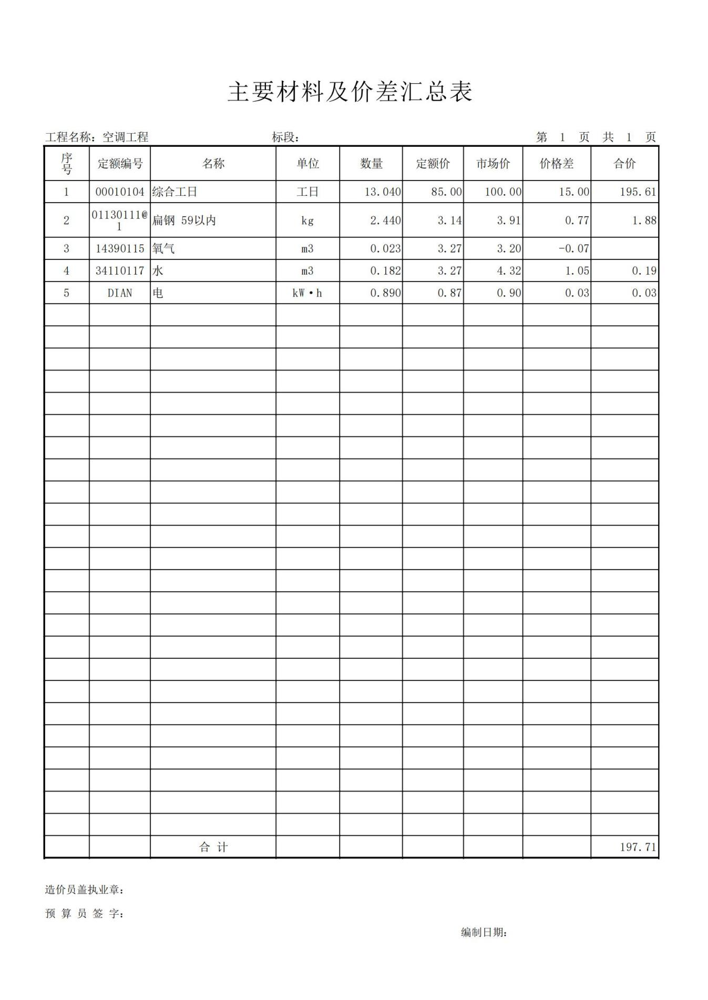 主要材料及价差汇总表
工程名称：空调工程 标段： 第 1 页 共 1 页
序号 定额编号 名称 单位 数量 定额价 市场价 价格差 合价
1 00010104 综合工日 工日 13.040 85.00 100.00 15.00 195.61
2 01130111@1 扁钢 59以内 kg 2.440 3.14 3.91 0.77 1.88
3 14390115 氧气 m3 0.023 3.27 3.20 -0.07
4 34110117 水 m3 0.182 3.27 4.32 1.05 0.19
5 DIAN 电 kW·h 0.890 0.87 0.90 0.03 0.03
合 计 197.71
造价员盖执业章：
预 算 员 签 字：
编制日期：